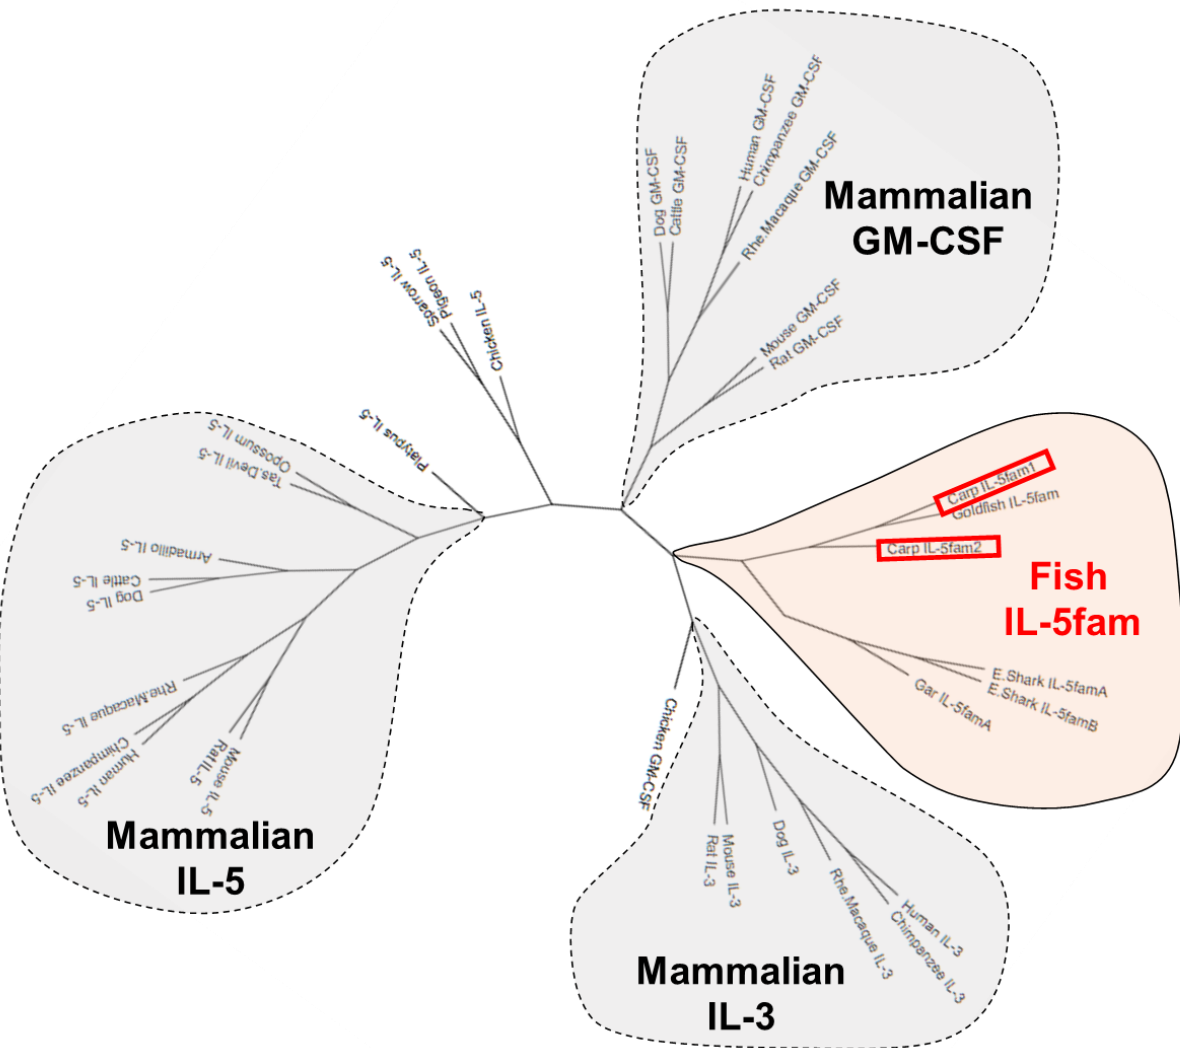 Human GM-CSF
Chimpanzee GM-CSF
Dog GM-CSF
Cattle GM-CSF
Rhe.Macaque GM-CSF
Mammalian
GM-CSF
Mouse GM-CSF
Rat GM-CSF
Sparrow IL-5
Pigeon IL-5
Chicken IL-5
Platypus IL-5
Opossum IL-5
Tas.Devil IL-5
Armadillo IL-5
Cattle IL-5
Dog IL-5
Rhe.Macaque IL-5
Chimpanzee IL-5
Human IL-5
Rat IL-5
Mouse IL-5
Mammalian
IL-5
Carp IL-5fam1
Goldfish IL-5fam
Carp IL-5fam2
Fish
IL-5fam
E.Shark IL-5famA
E.Shark IL-5famB
Gar IL-5famA
Chicken GM-CSF
Rat IL-3
Mouse IL-3
Dog IL-3
Rhe.Macaque IL-3
Human IL-3
Chimpanzee IL-3
Mammalian
IL-3